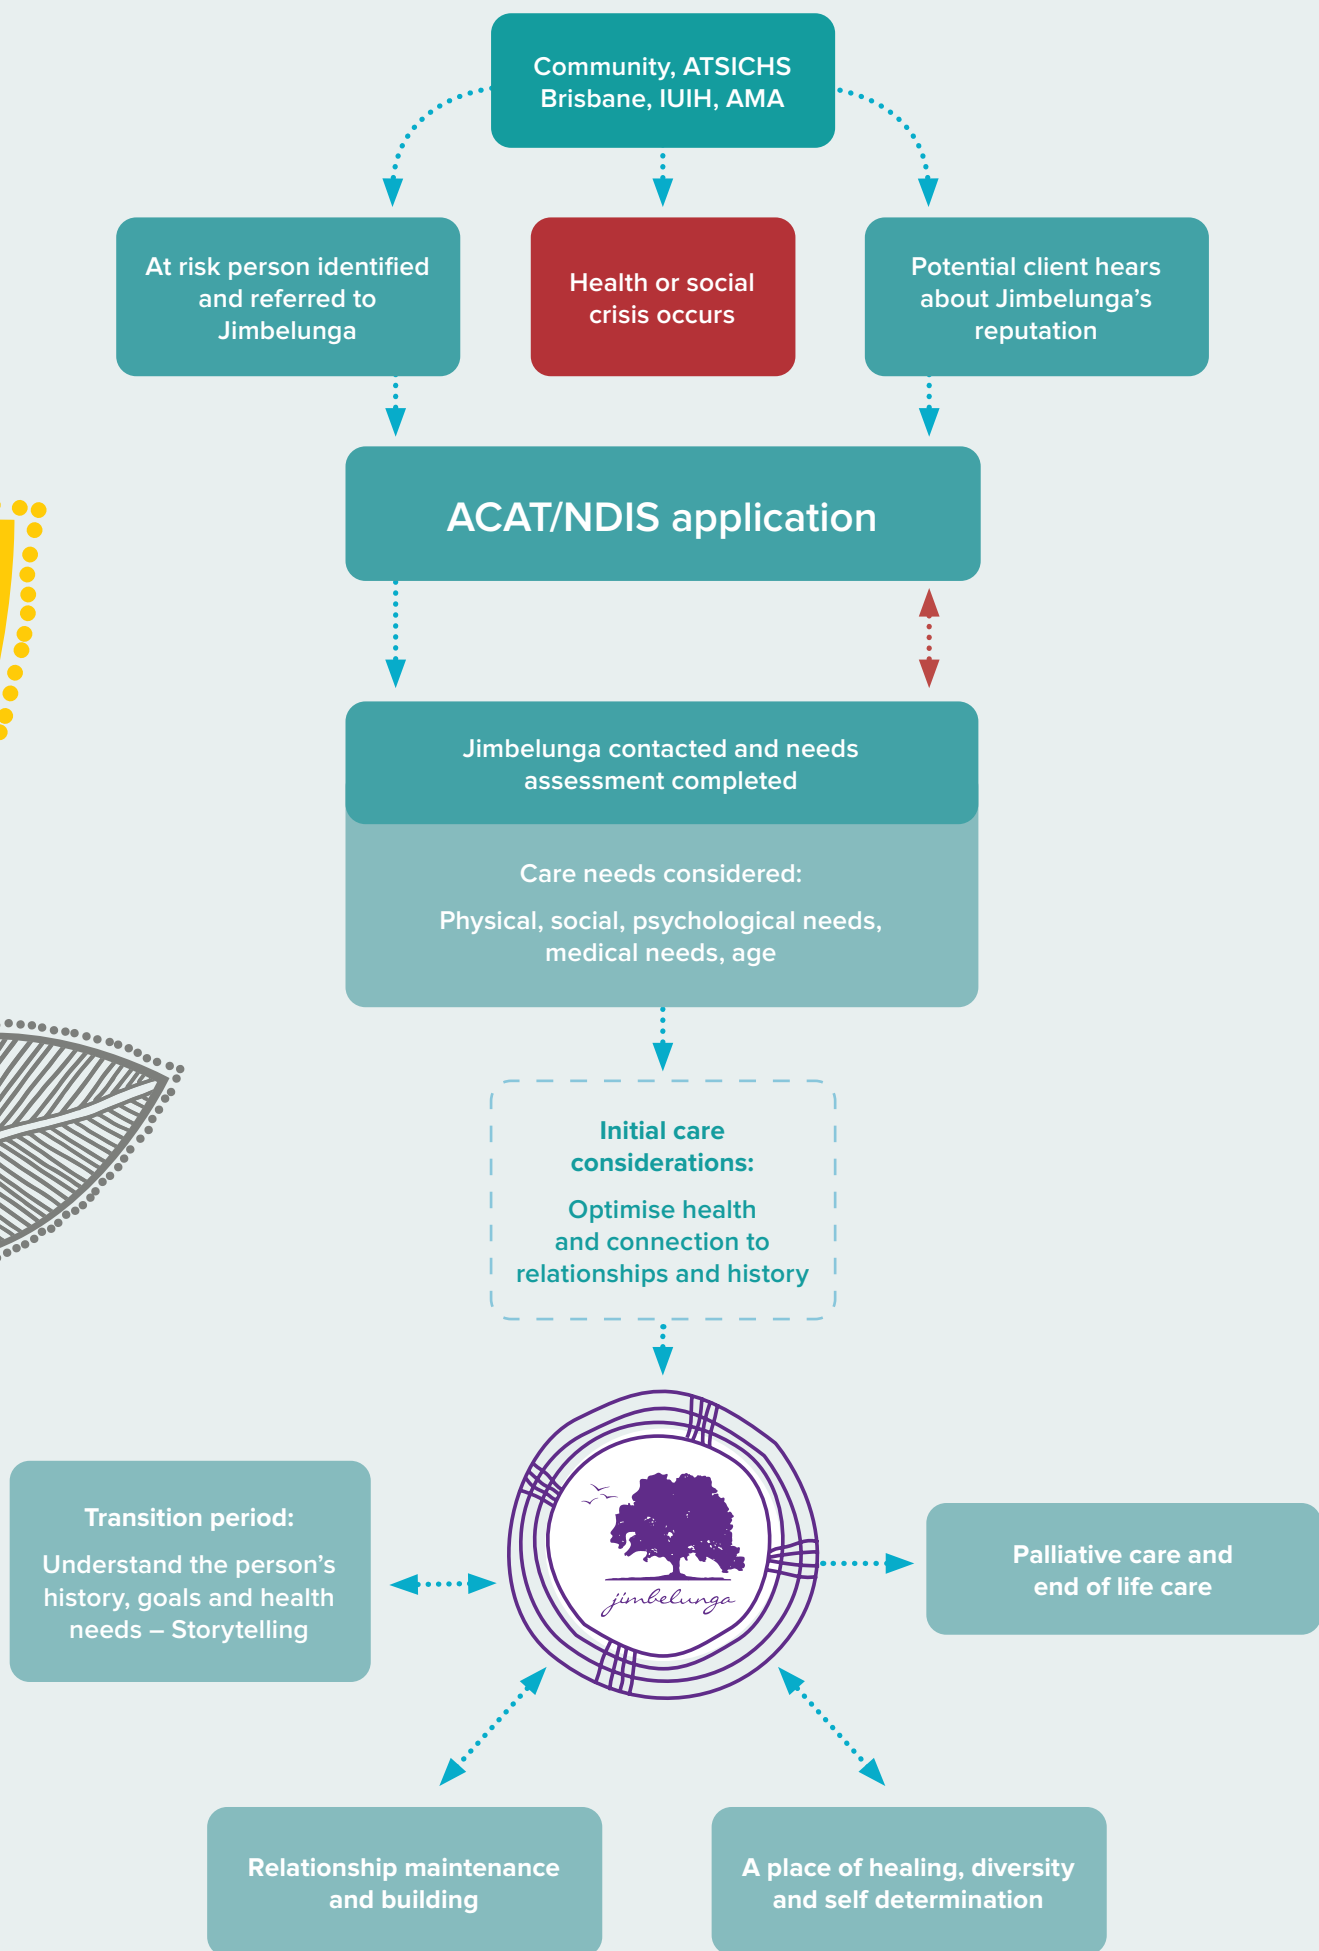 Community, ATSICHS
Brisbane, IUIH, AMA
At risk person identified
and referred to
Jimbelunga
Health or social
crisis occurs
Potential client hears
about Jimbelunga’s
reputation
ACAT/NDIS application
Jimbelunga contacted and needs
assessment completed
Care needs considered:
Physical, social, psychological needs,
medical needs, age
Initial care
considerations:
Optimise health
and connection to
relationships and history
jimbelunga
Transition period:
Understand the person’s
history, goals and health
needs – Storytelling
Palliative care and
end of life care
Relationship maintenance
and building
A place of healing, diversity
and self determination